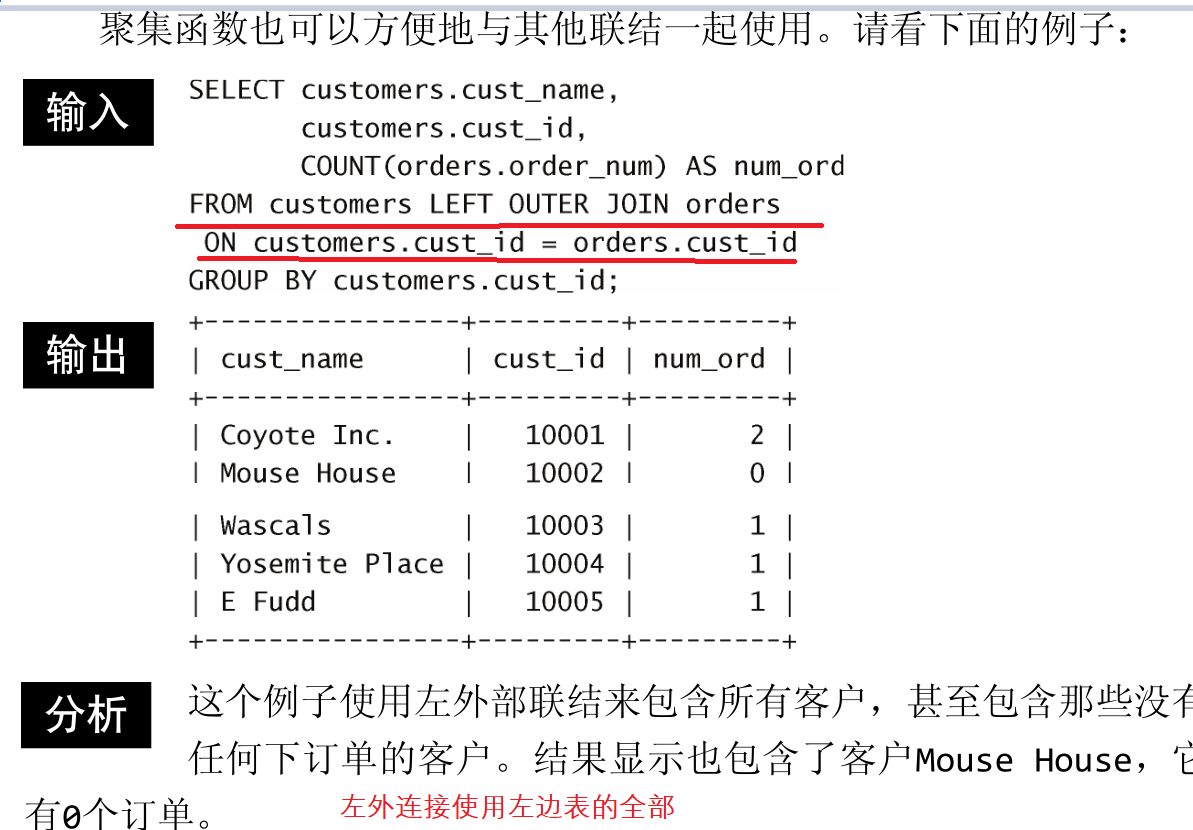 聚集函数也可以方便地与其他联结一起使用。请看下面的例子：
输入
SELECT customers.cust_name,
customers.cust_id,
COUNT(orders.order_num) AS num_ord
FROM customers LEFT OUTER JOIN orders
ON customers.cust_id = orders.cust_id
GROUP BY customers.cust_id;
输出
+----------------+---------+---------+
| cust_name | cust_id | num_ord |
+----------------+---------+---------+
| Coyote Inc. | 10001 | 2 |
| Mouse House | 10002 | 0 |
| Wascals | 10003 | 1 |
| Yosemite Place | 10004 | 1 |
| E Fudd | 10005 | 1 |
+----------------+---------+---------+
分析
这个例子使用左外部联结来包含所有客户，甚至包含那些没有
任何下订单的客户。结果显示也包含了客户Mouse House，它
有0个订单。
左外连接使用左边表的全部